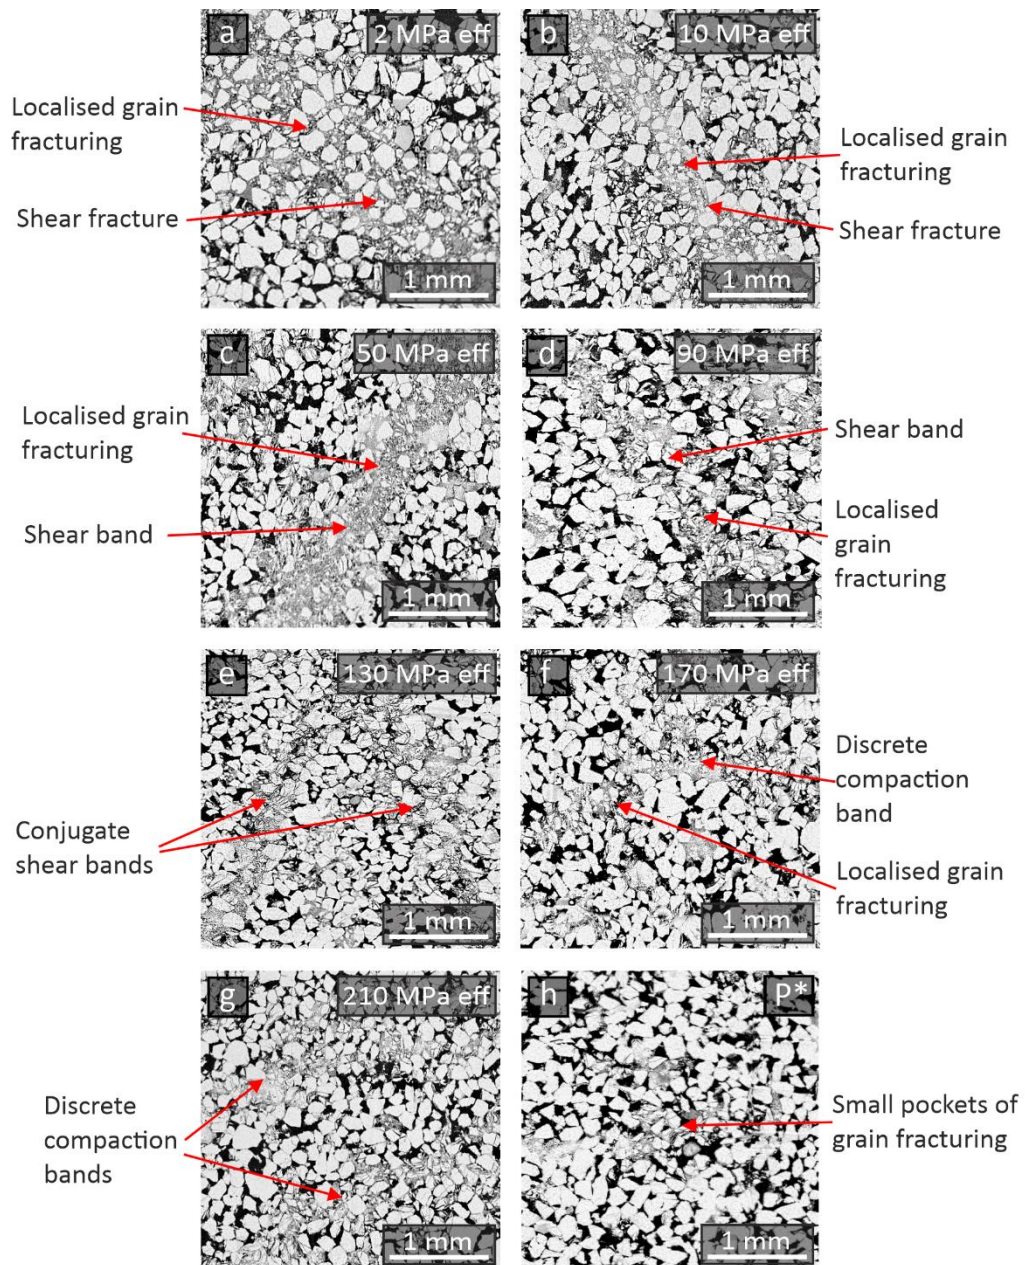 a
2 MPa eff
Localised grain
fracturing
Shear fracture
1 mm
b
10 MPa eff
Localised grain
fracturing
Shear fracture
1 mm
c
50 MPa eff
Localised grain
fracturing
Shear band
1 mm
d
90 MPa eff
Shear band
Localised
grain
fracturing
1 mm
e
130 MPa eff
Conjugate
shear bands
1 mm
f
170 MPa eff
Discrete
compaction
band
Localised grain
fracturing
1 mm
g
210 MPa eff
Discrete
compaction
bands
1 mm
h
P*
Small pockets of
grain fracturing
1 mm